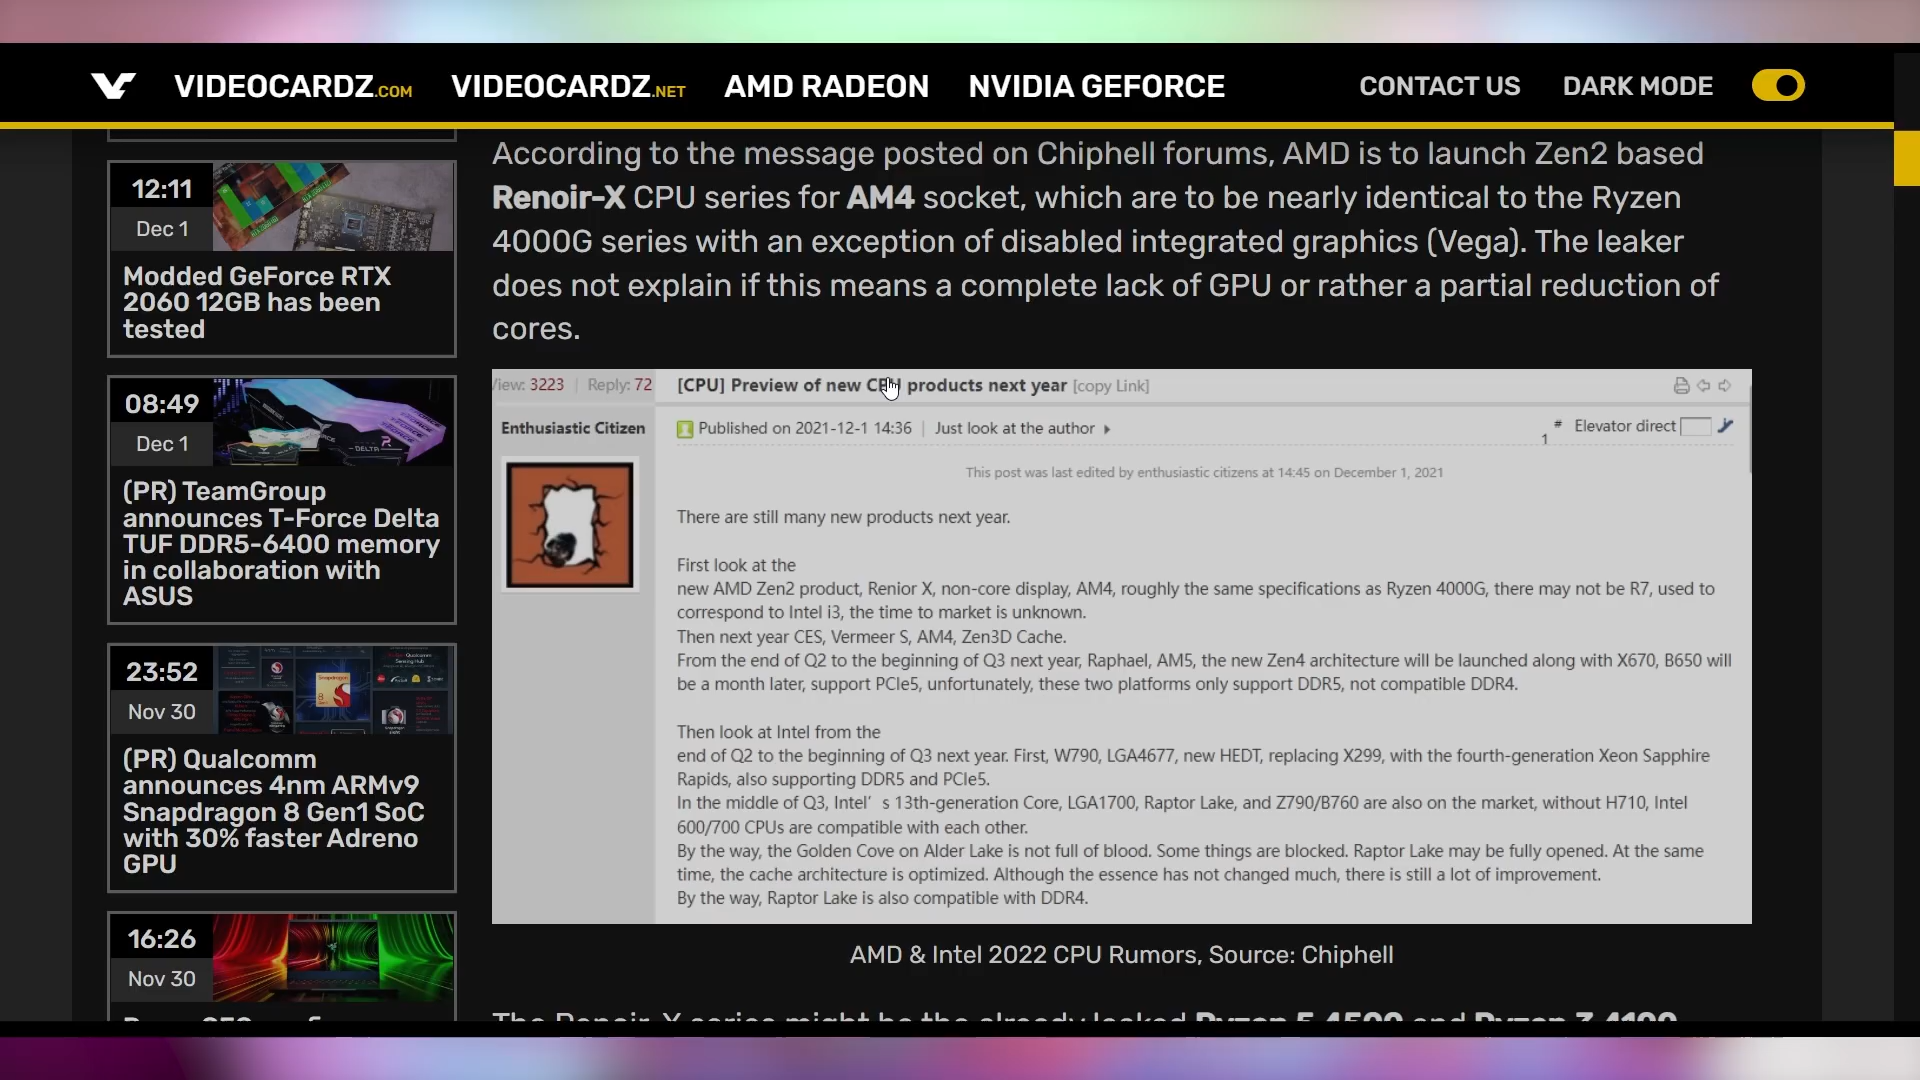 VIDEOCARDZ.COM VIDEOCARDZ.NET AMD RADEON NVIDIA GEFORCE CONTACT US DARK MODE
12:11
Dec 1
Modded GeForce RTX
2060 12GB has been
tested
08:49
Dec 1
(PR) TeamGroup
announces T-Force Delta
TUF DDR5-6400 memory
in collaboration with
ASUS
23:52
Nov 30
(PR) Qualcomm
announces 4nm ARMv9
Snapdragon 8 Gen1 SoC
with 30% faster Adreno
GPU
16:26
Nov 30
According to the message posted on Chiphell forums, AMD is to launch Zen2 based
Renoir-X CPU series for AM4 socket, which are to be nearly identical to the Ryzen
4000G series with an exception of disabled integrated graphics (Vega). The leaker
does not explain if this means a complete lack of GPU or rather a partial reduction of
cores.
View: 3223 | Reply: 72
[CPU] Preview of new CPU products next year [copy Link]
Enthusiastic Citizen
Published on 2021-12-1 14:36 | Just look at the author
1 # Elevator direct
This post was last edited by enthusiastic citizens at 14:45 on December 1, 2021
There are still many new products next year.
First look at the
new AMD Zen2 product, Renior X, non-core display, AM4, roughly the same specifications as Ryzen 4000G, there may not be R7, used to
correspond to Intel i3, the time to market is unknown.
Then next year CES, Vermeer S, AM4, Zen3D Cache.
From the end of Q2 to the beginning of Q3 next year, Raphael, AM5, the new Zen4 architecture will be launched along with X670, B650 will
be a month later, support PCIe5, unfortunately, these two platforms only support DDR5, not compatible DDR4.
Then look at Intel from the
end of Q2 to the beginning of Q3 next year. First, W790, LGA4677, new HEDT, replacing X299, with the fourth-generation Xeon Sapphire
Rapids, also supporting DDR5 and PCIe5.
In the middle of Q3, Intel' s 13th-generation Core, LGA1700, Raptor Lake, and Z790/B760 are also on the market, without H710, Intel
600/700 CPUs are compatible with each other.
By the way, the Golden Cove on Alder Lake is not full of blood. Some things are blocked. Raptor Lake may be fully opened. At the same
time, the cache architecture is optimized. Although the essence has not changed much, there is still a lot of improvement.
By the way, Raptor Lake is also compatible with DDR4.
AMD & Intel 2022 CPU Rumors, Source: Chiphell
The Renoir-X series might be the already leaked Ryzen 5 4500 and Ryzen 3 4100